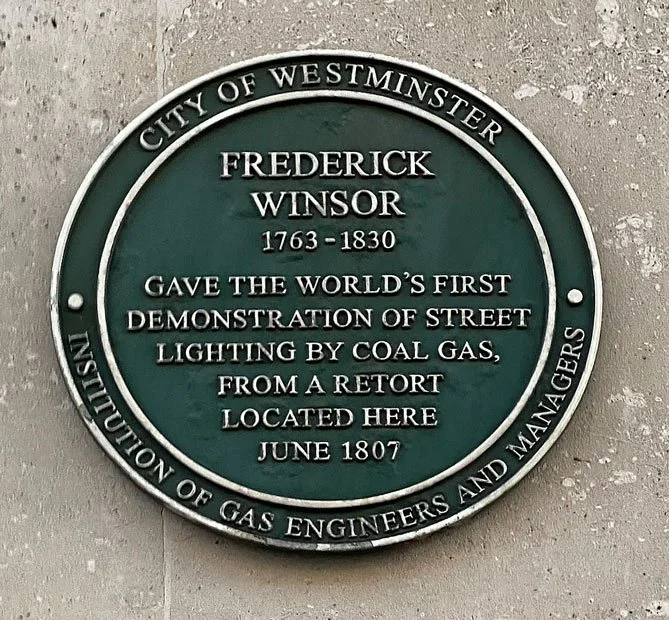 CITY OF WESTMINSTER
FREDERICK
WINSOR
1763-1830
GAVE THE WORLD'S FIRST
DEMONSTRATION OF STREET
LIGHTING BY COAL GAS,
FROM A RETORT
LOCATED HERE
JUNE 1807
INSTITUTION OF GAS ENGINEERS AND MANAGERS